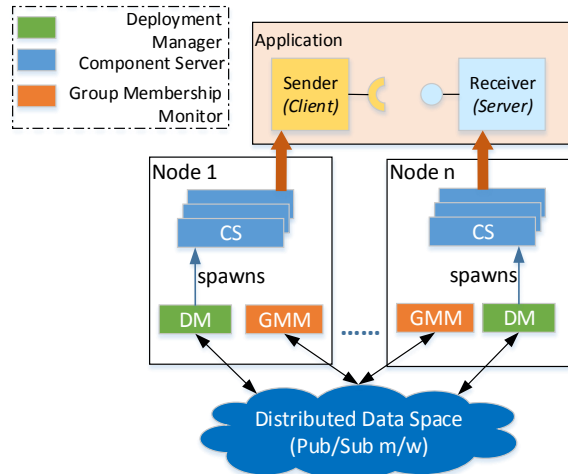 Deployment
Manager
Component Server
Group Membership
Monitor
Application
Sender
(Client)
Receiver
(Server)
Node 1
CS
spawns
DM
GMM
......
Node n
CS
spawns
GMM
DM
Distributed Data Space
(Pub/Sub m/w)